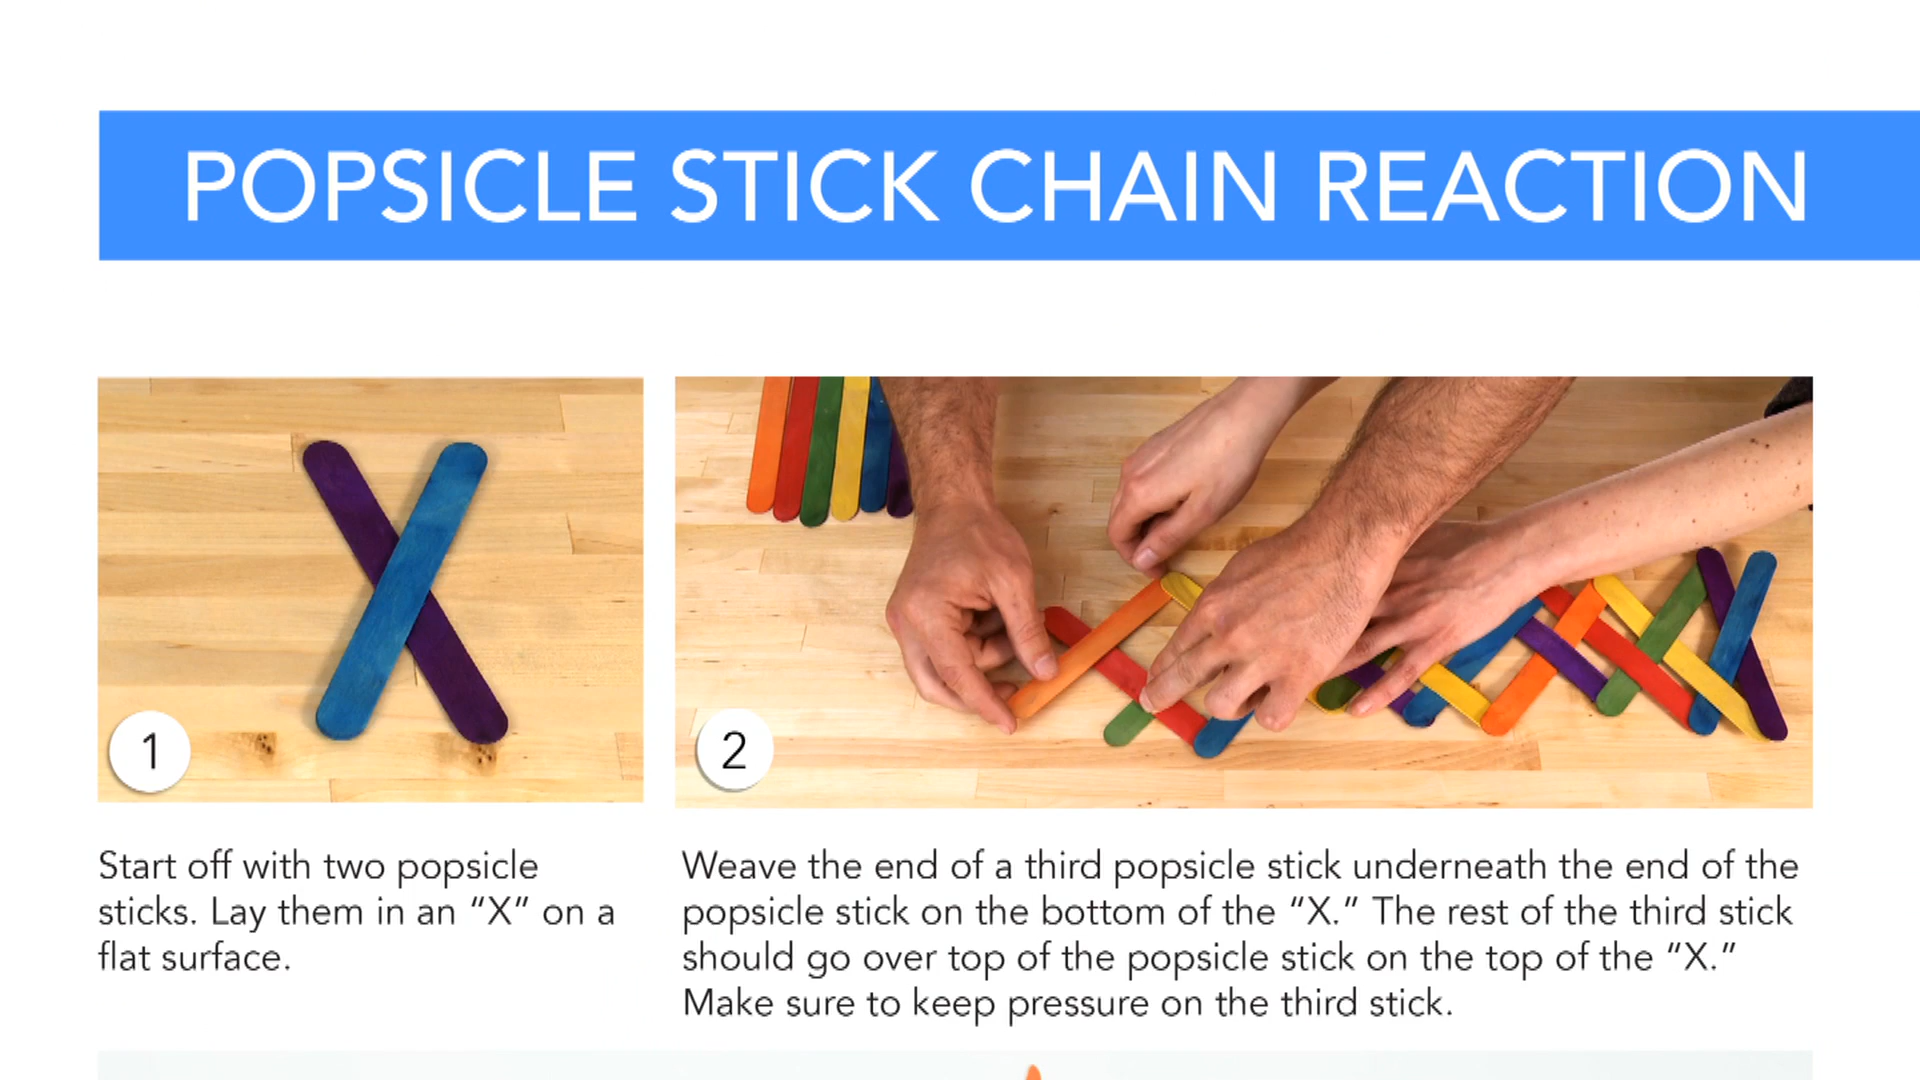 POPSICLE STICK CHAIN REACTION
1
2
Start off with two popsicle
sticks. Lay them in an “X” on a
flat surface.
Weave the end of a third popsicle stick underneath the end of the
popsicle stick on the bottom of the “X.” The rest of the third stick
should go over top of the popsicle stick on the top of the “X.”
Make sure to keep pressure on the third stick.